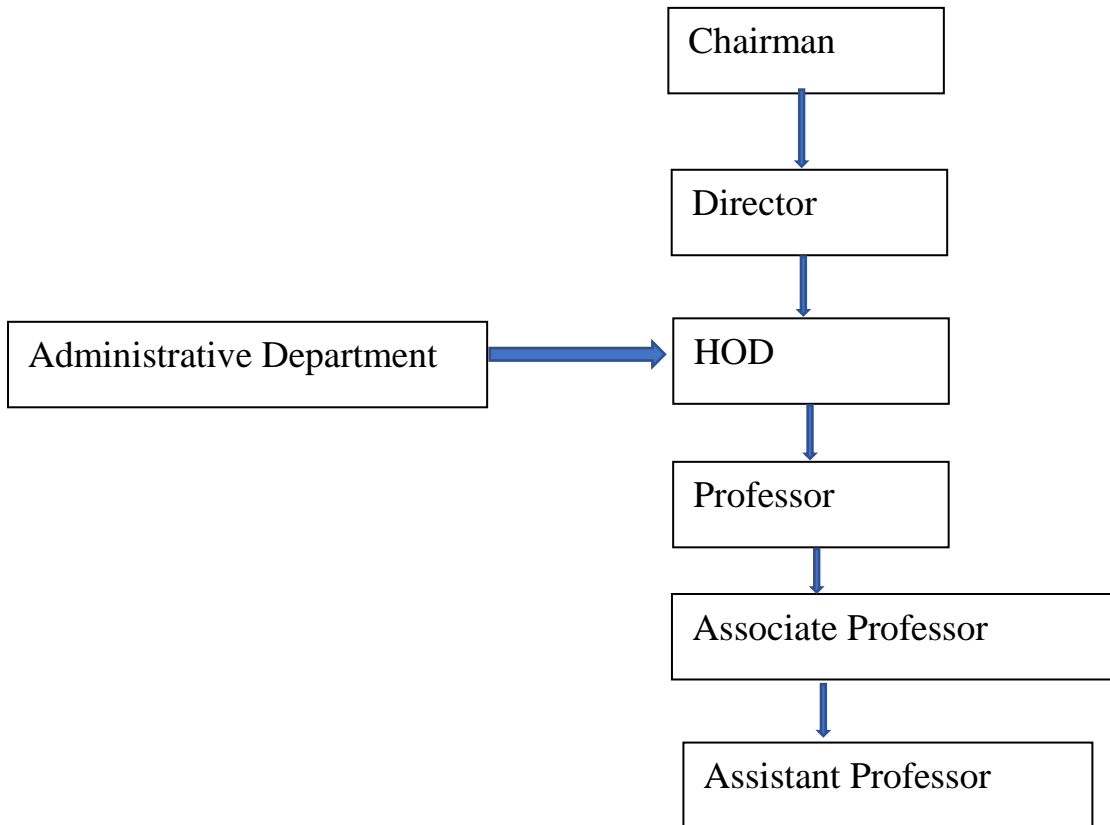 Chairman
Director
Administrative Department
HOD
Professor
Associate Professor
Assistant Professor